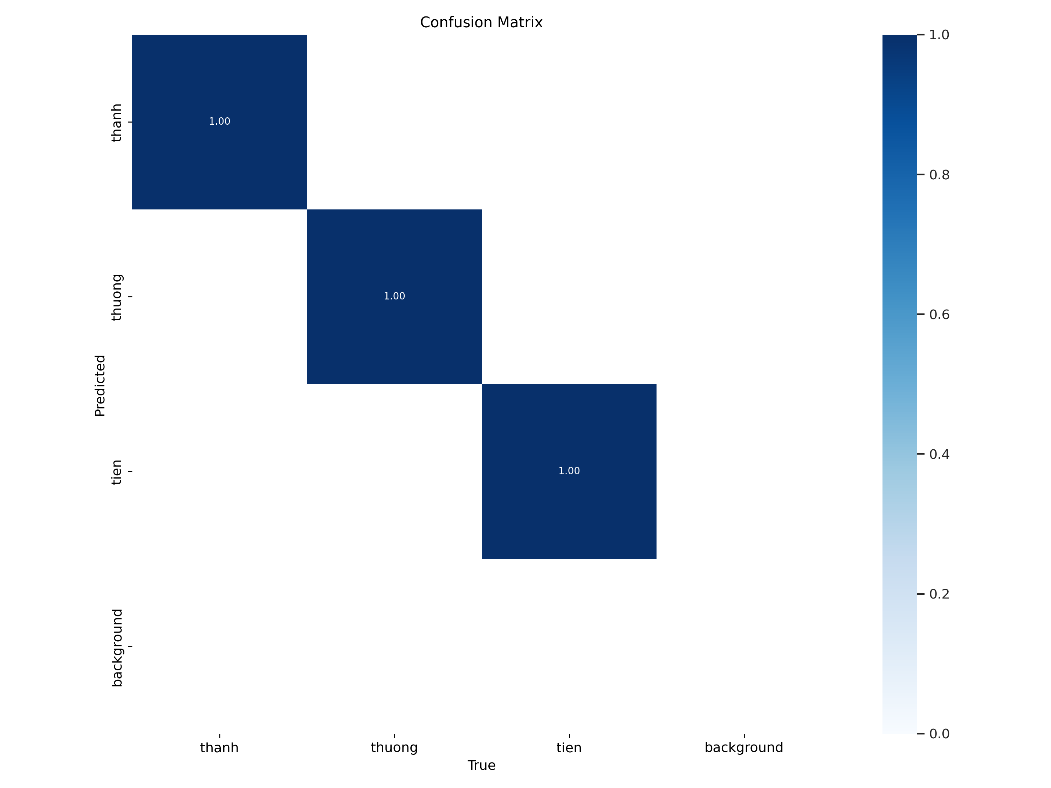 Confusion Matrix
1.0
thanh
1.00
0.8
thuong
1.00
0.6
Predicted
0.4
tien
1.00
0.2
background
0.0
thanh
thuong
tien
background
True